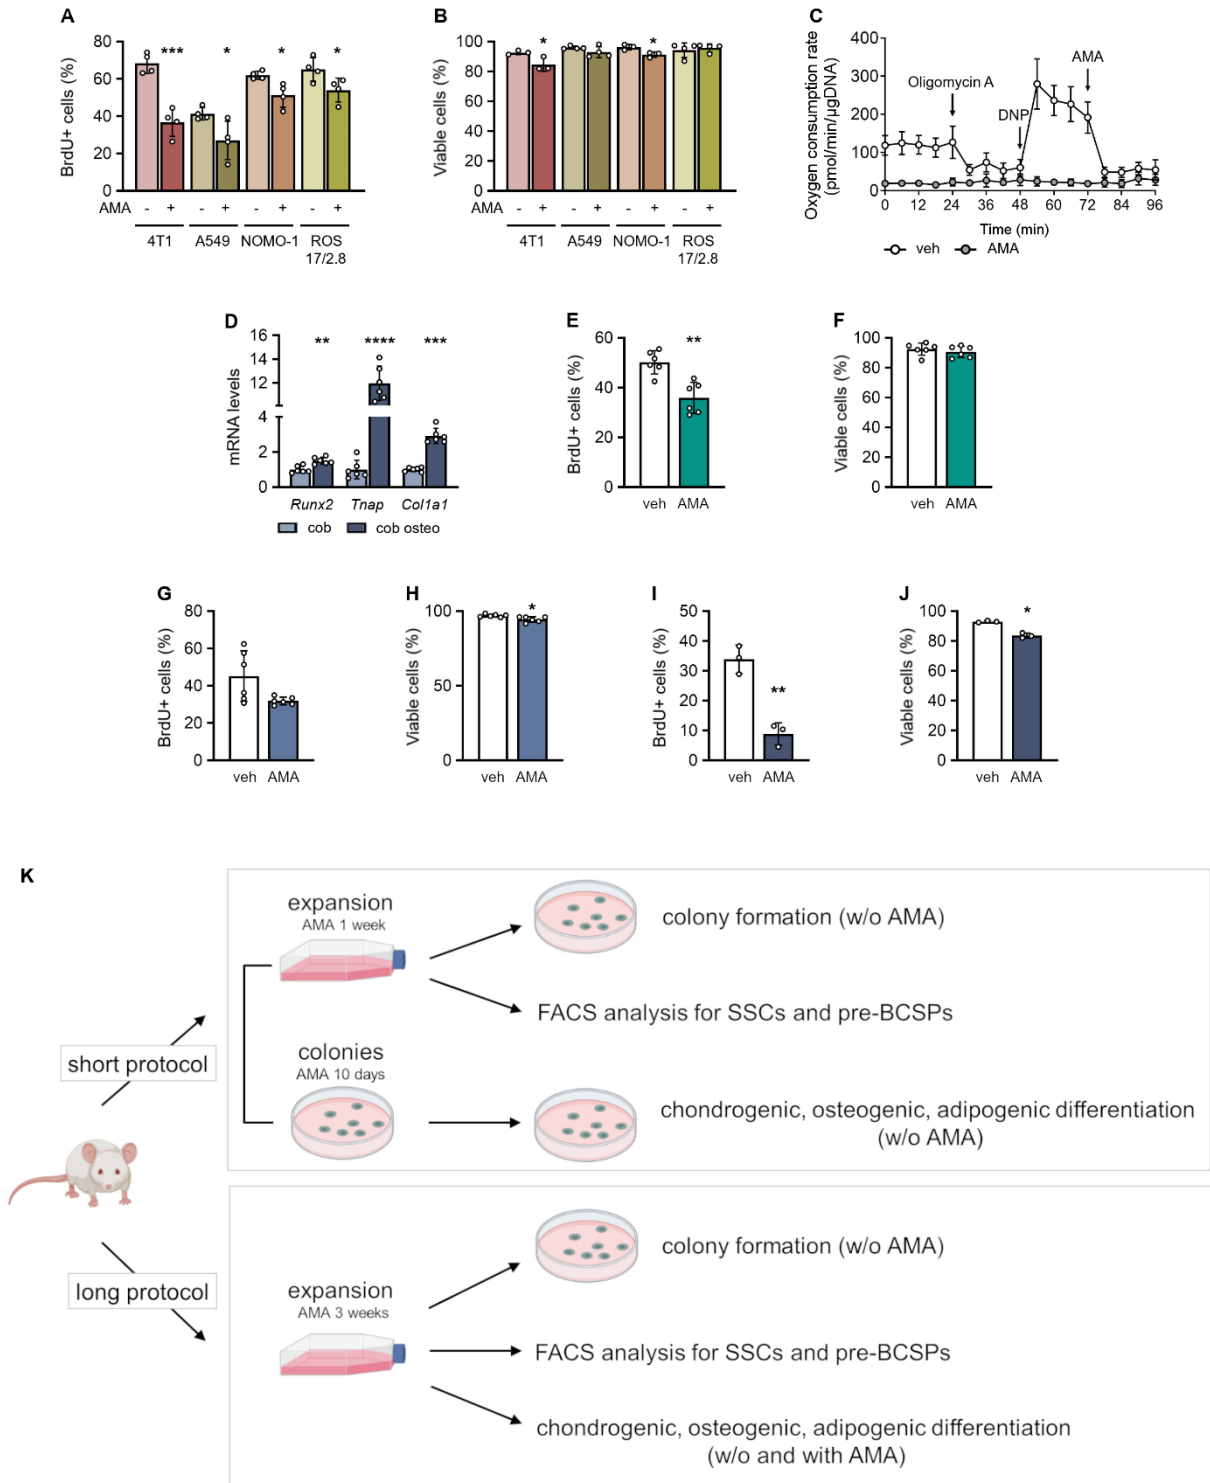 A
BrdU+ cells (%)
80
60
40
20
0
*** * * *
AMA - + - + - + - +
4T1 A549 NOMO-1 ROS
17/2.8
B
Viable cells (%)
100
80
60
40
20
0
* *
AMA - + - + - + - +
4T1 A549 NOMO-1 ROS
17/2.8
C
Oxygen consumption rate
(pmol/min/µgDNA)
400
300
200
100
0
Oligomycin A
DNP
AMA
0 12 24 36 48 60 72 84 96
Time (min)
veh AMA
D
mRNA levels
16
14
12
4
2
0
** **** ***
Runx2 Tnap Col1a1
cob cob osteo
E
BrdU+ cells (%)
60
40
20
0
**
veh AMA
F
Viable cells (%)
100
80
60
40
20
0
veh AMA
G
BrdU+ cells (%)
80
60
40
20
0
veh AMA
H
Viable cells (%)
100
50
0
*
veh AMA
I
BrdU+ cells (%)
50
40
30
20
10
0
**
veh AMA
J
Viable cells (%)
100
80
60
40
20
0
*
veh AMA
K
short protocol
expansion
AMA 1 week
colony formation (w/o AMA)
FACS analysis for SSCs and pre-BCSPs
colonies
AMA 10 days
chondrogenic, osteogenic, adipogenic differentiation
(w/o AMA)
long protocol
expansion
AMA 3 weeks
colony formation (w/o AMA)
FACS analysis for SSCs and pre-BCSPs
chondrogenic, osteogenic, adipogenic differentiation
(w/o and with AMA)